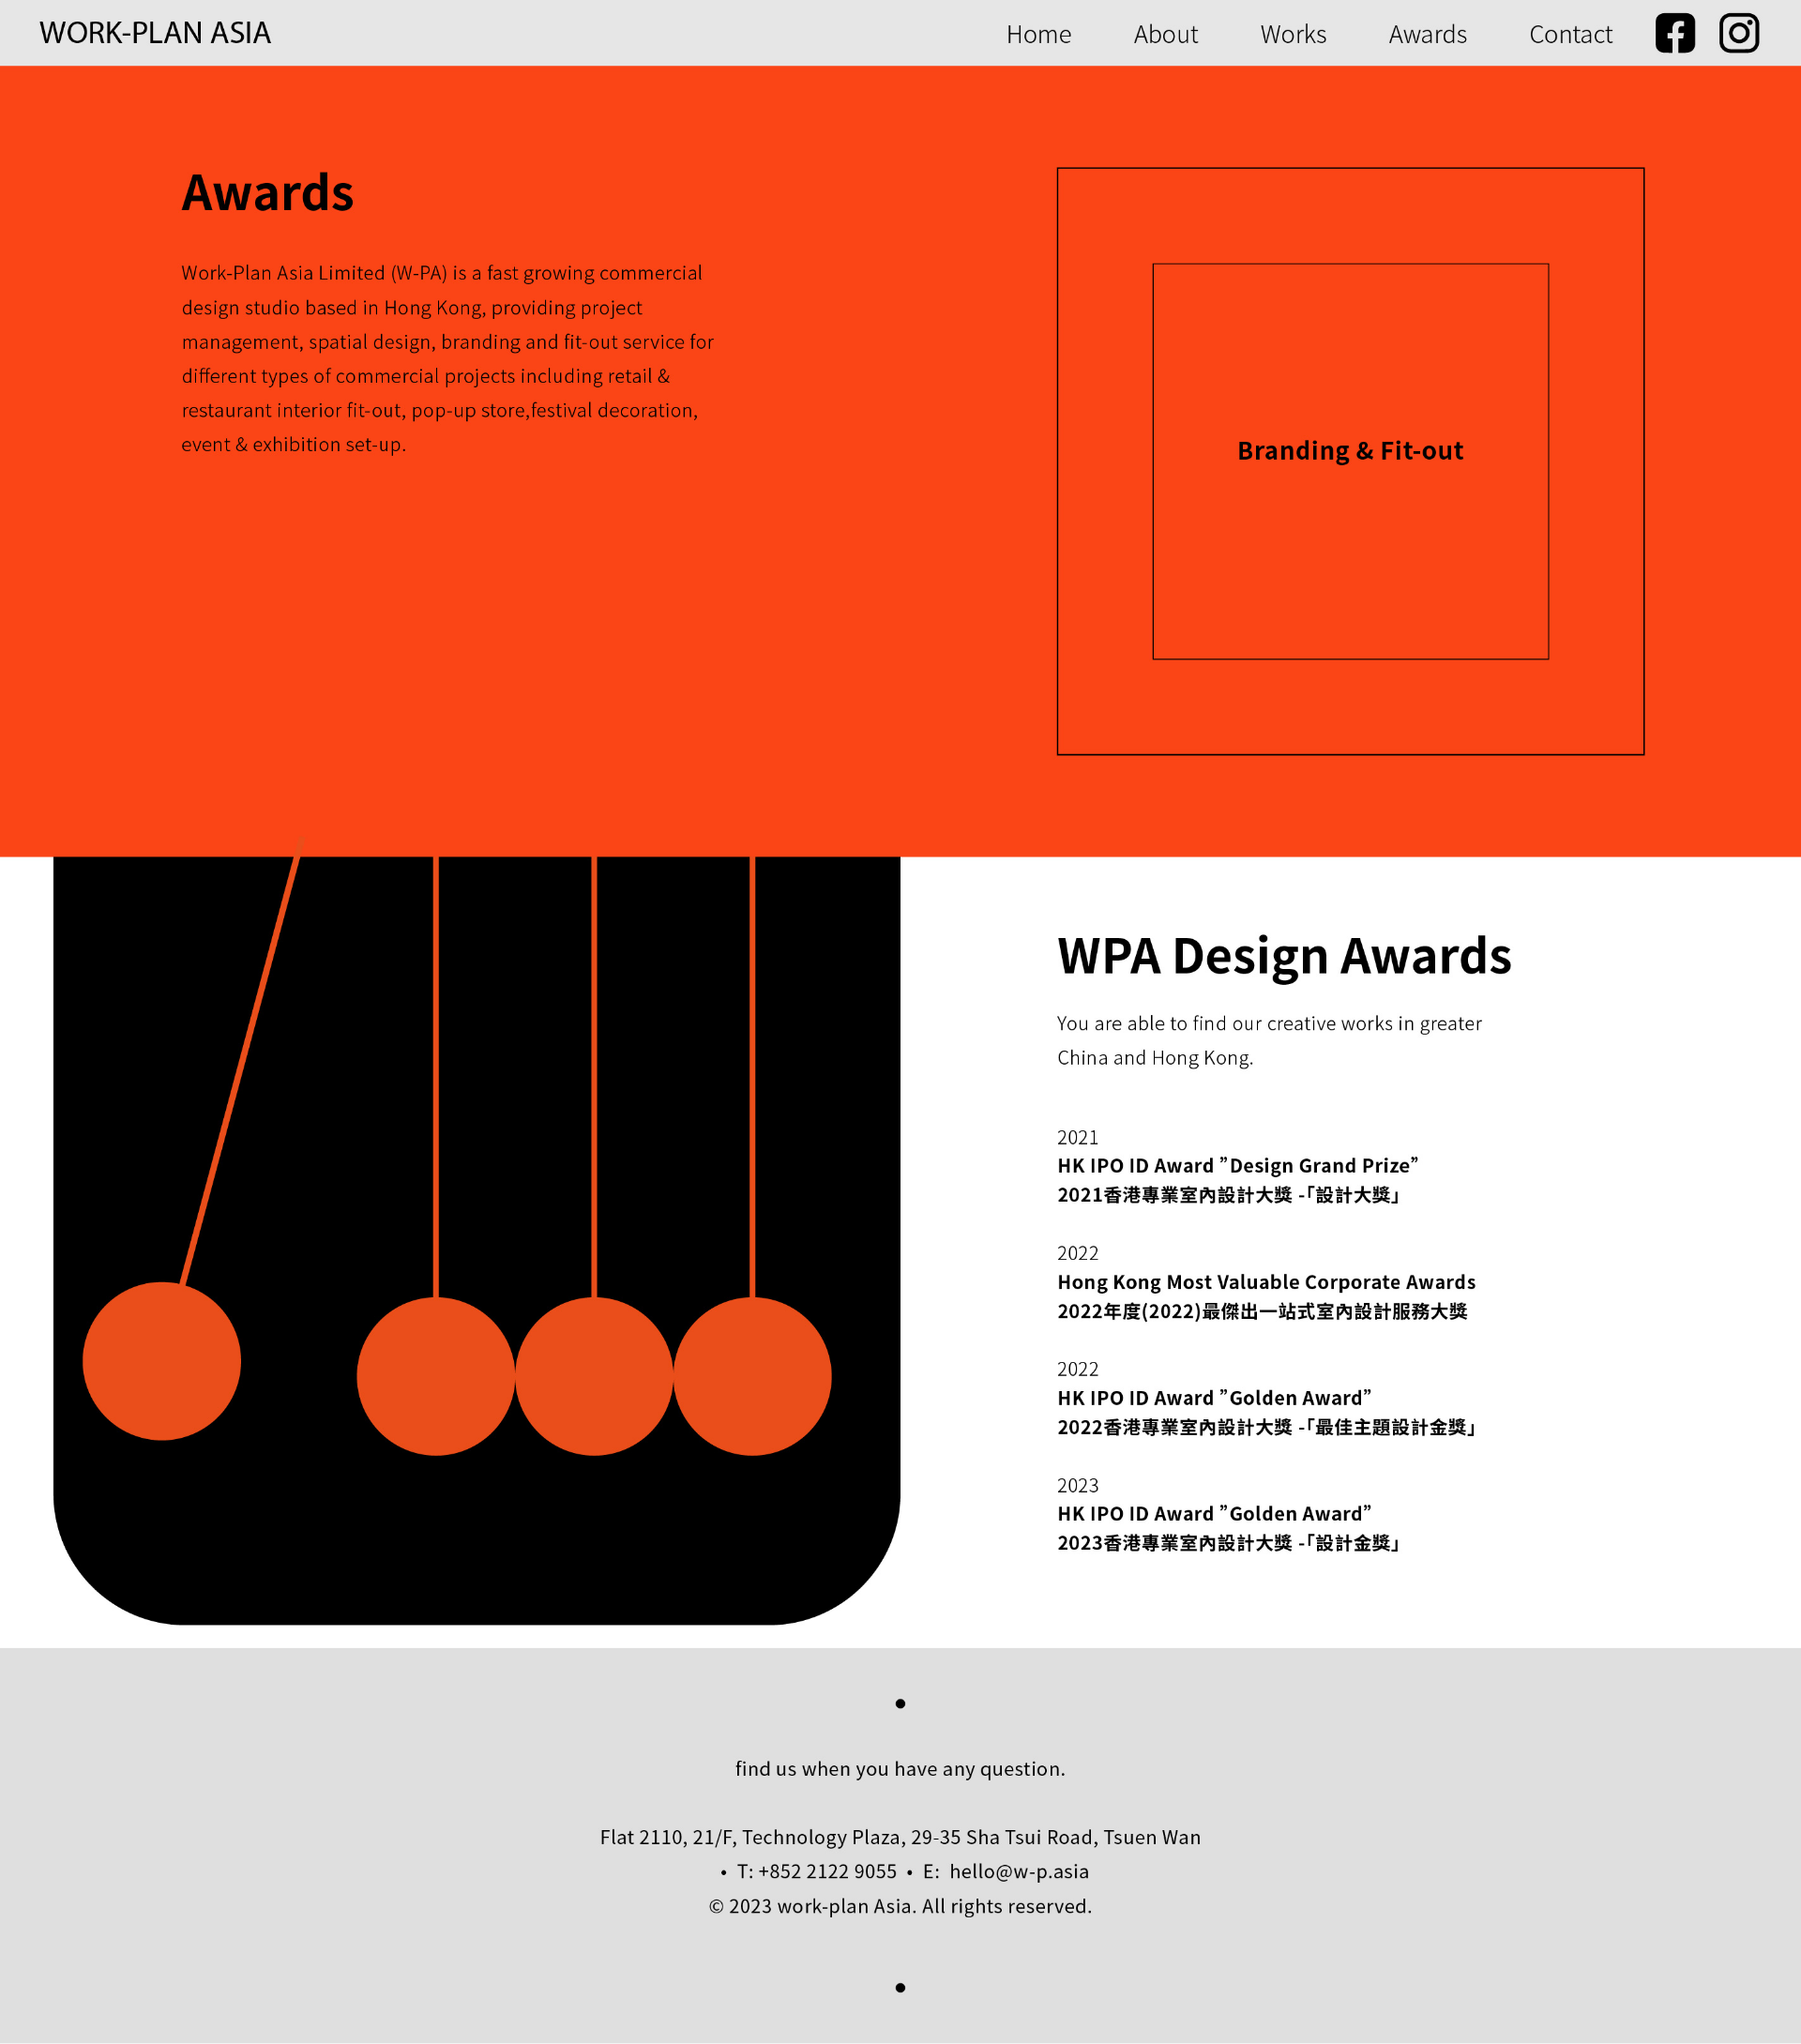 WORK-PLAN ASIA
Home About Works Awards Contact
Awards
Work-Plan Asia Limited (W-PA) is a fast growing commercial
design studio based in Hong Kong, providing project
management, spatial design, branding and fit-out service for
different types of commercial projects including retail &
restaurant interior fit-out, pop-up store,festival decoration,
event & exhibition set-up.
Branding & Fit-out
WPA Design Awards
You are able to find our creative works in greater
China and Hong Kong.
2021
HK IPO ID Award ”Design Grand Prize”
2021香港專業室內設計大獎 -「設計大獎」
2022
Hong Kong Most Valuable Corporate Awards
2022年度(2022)最傑出一站式室內設計服務大獎
2022
HK IPO ID Award ”Golden Award”
2022香港專業室內設計大獎 -「最佳主題設計金獎」
2023
HK IPO ID Award ”Golden Award”
2023香港專業室內設計大獎 -「設計金獎」
•
find us when you have any question.
Flat 2110, 21/F, Technology Plaza, 29-35 Sha Tsui Road, Tsuen Wan
• T: +852 2122 9055 • E: hello@w-p.asia
© 2023 work-plan Asia. All rights reserved.
•